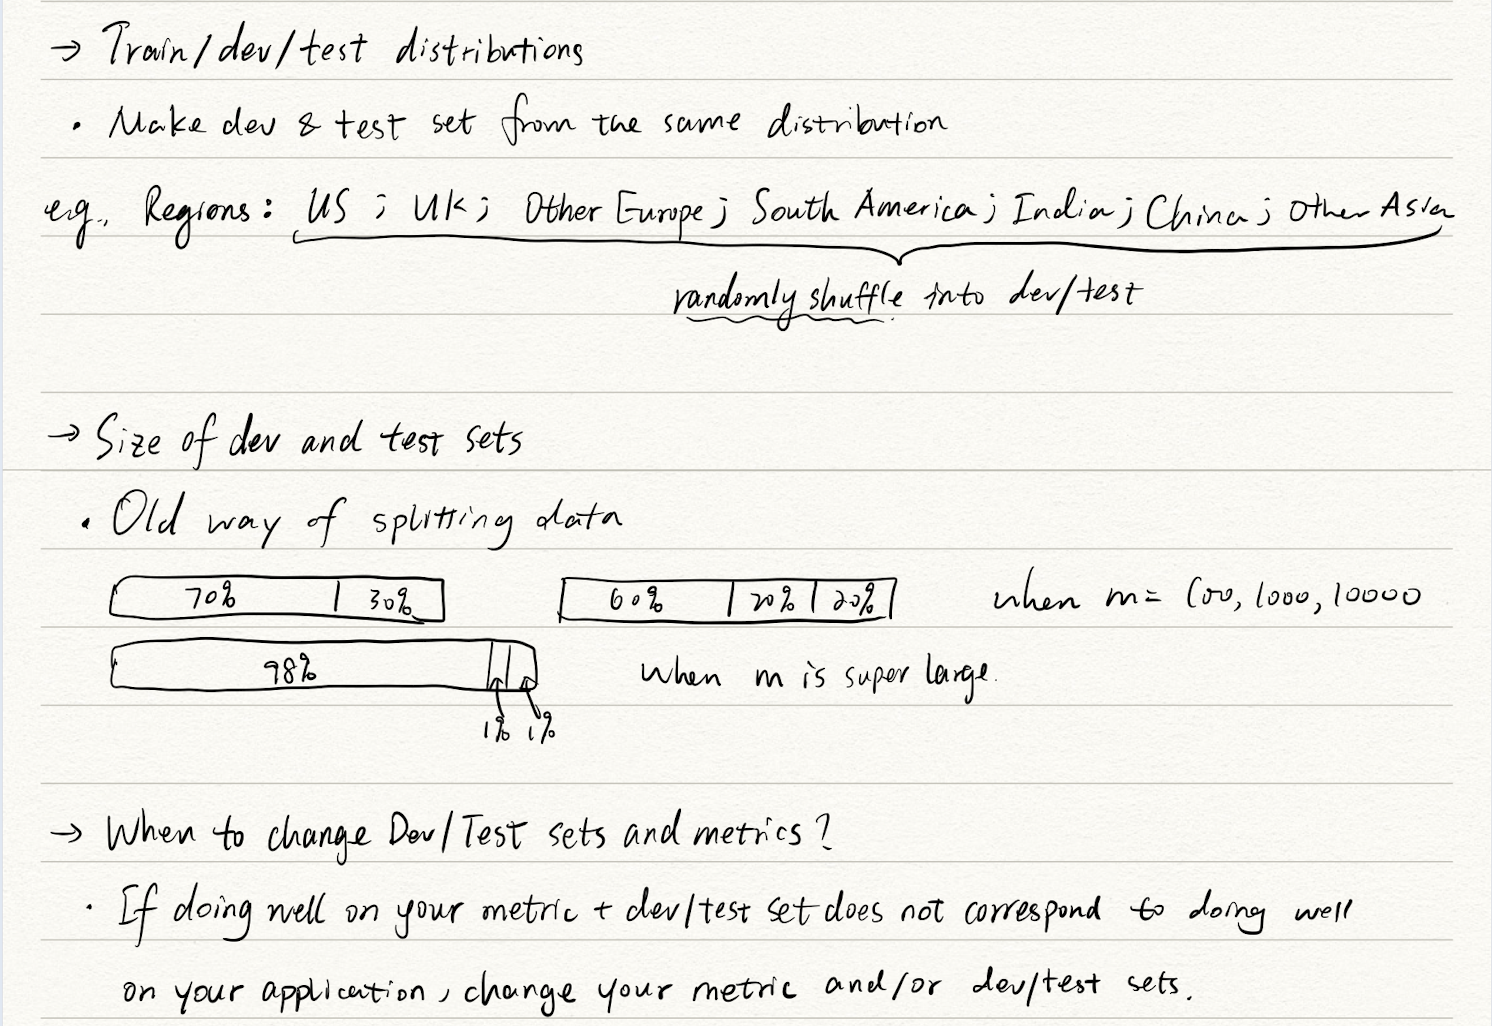 → Train/dev/test distributions
• Make dev & test set from the same distribution
e.g., Regions: US ; UK; Other Europe; South America; India; China; Other Asia
randomly shuffle into dev/test
→ Size of dev and test sets
• Old way of splitting data
70% 30% 60% 20% 20% when m = 100, 1000, 10000
98% when m is super large.
1% 1%
→ When to change Dev/Test sets and metrics?
• If doing well on your metric + dev/test set does not correspond to doing well
on your application, change your metric and/or dev/test sets.